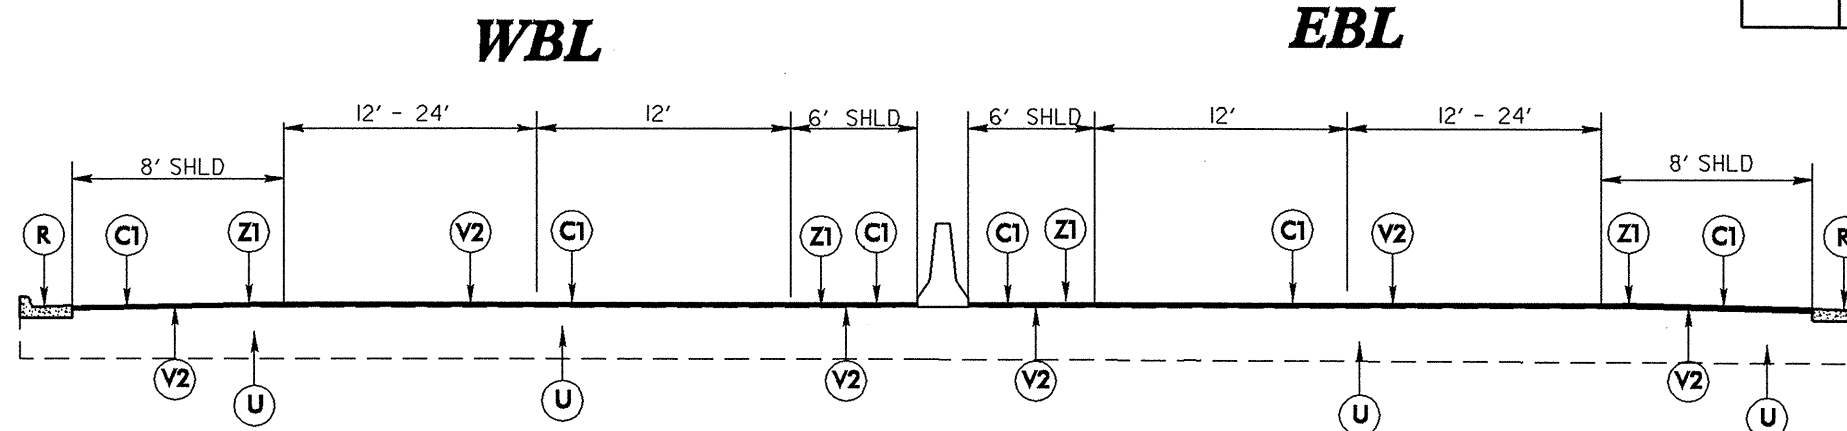 WBL EBL
12' - 24' 12' 6' SHLD 6' SHLD 12' 12' - 24'
8' SHLD 8' SHLD
R C1 Z1 V2 C1 Z1 C1 C1 Z1 C1 V2 Z1 C1 R
V2 V2 V2 V2
U U U U